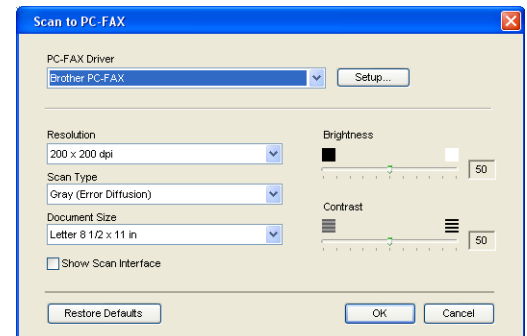 Scan to PC-FAX
PC-FAX Driver
Brother PC-FAX
Setup...
Resolution
200 x 200 dpi
Scan Type
Gray (Error Diffusion)
Document Size
Letter 8 1/2 x 11 in
Show Scan Interface
Brightness
50
Contrast
50
Restore Defaults
OK
Cancel